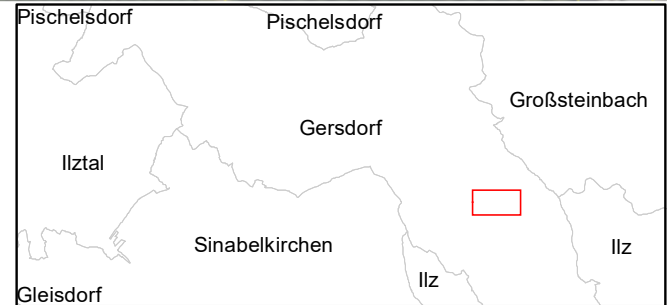 Pischelsdorf
Pischelsdorf
Großsteinbach
Gersdorf
Ilztal
Sinabelkirchen
Ilz
Ilz
Gleisdorf